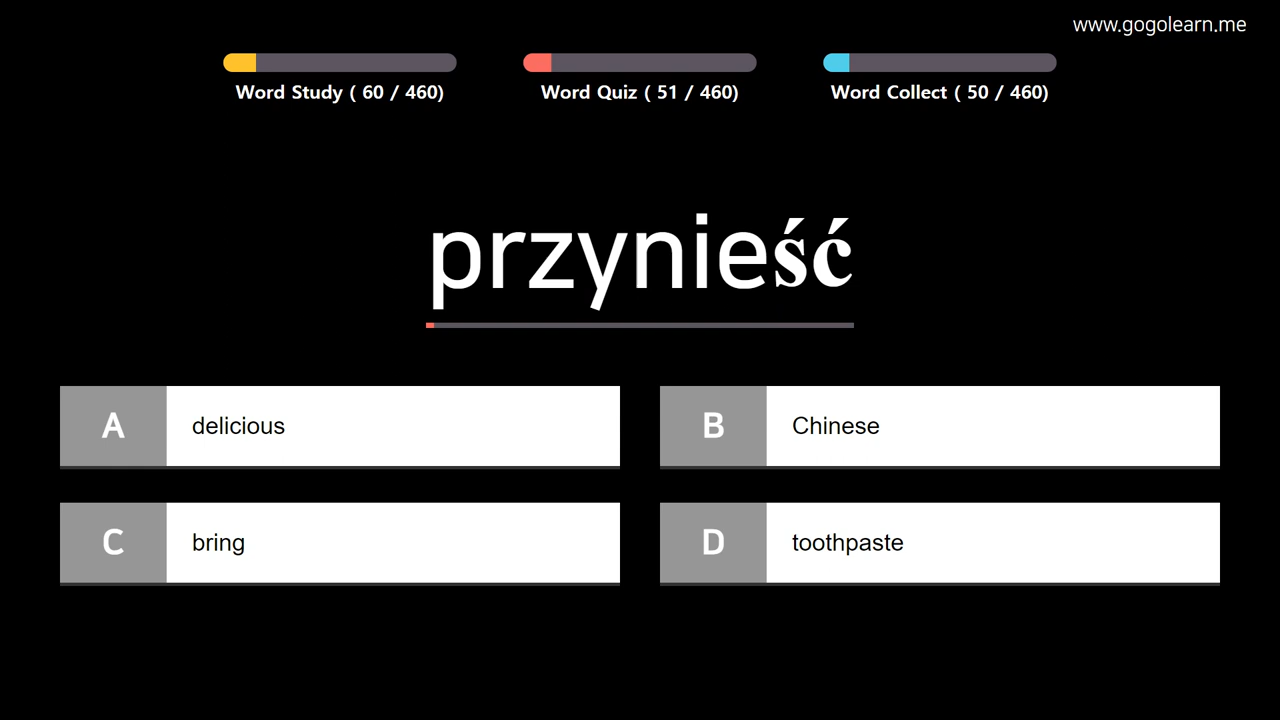 www.gogolearn.me
Word Study ( 60 / 460)
Word Quiz ( 51 / 460)
Word Collect ( 50 / 460)
przynieść
A delicious
B Chinese
C bring
D toothpaste